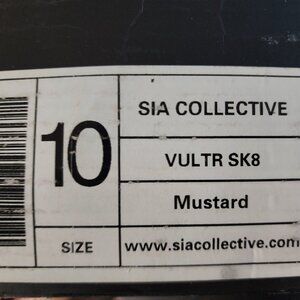 10
SIZE
SIA COLLECTIVE
VULTR SK8
Mustard
www.siacollective.com